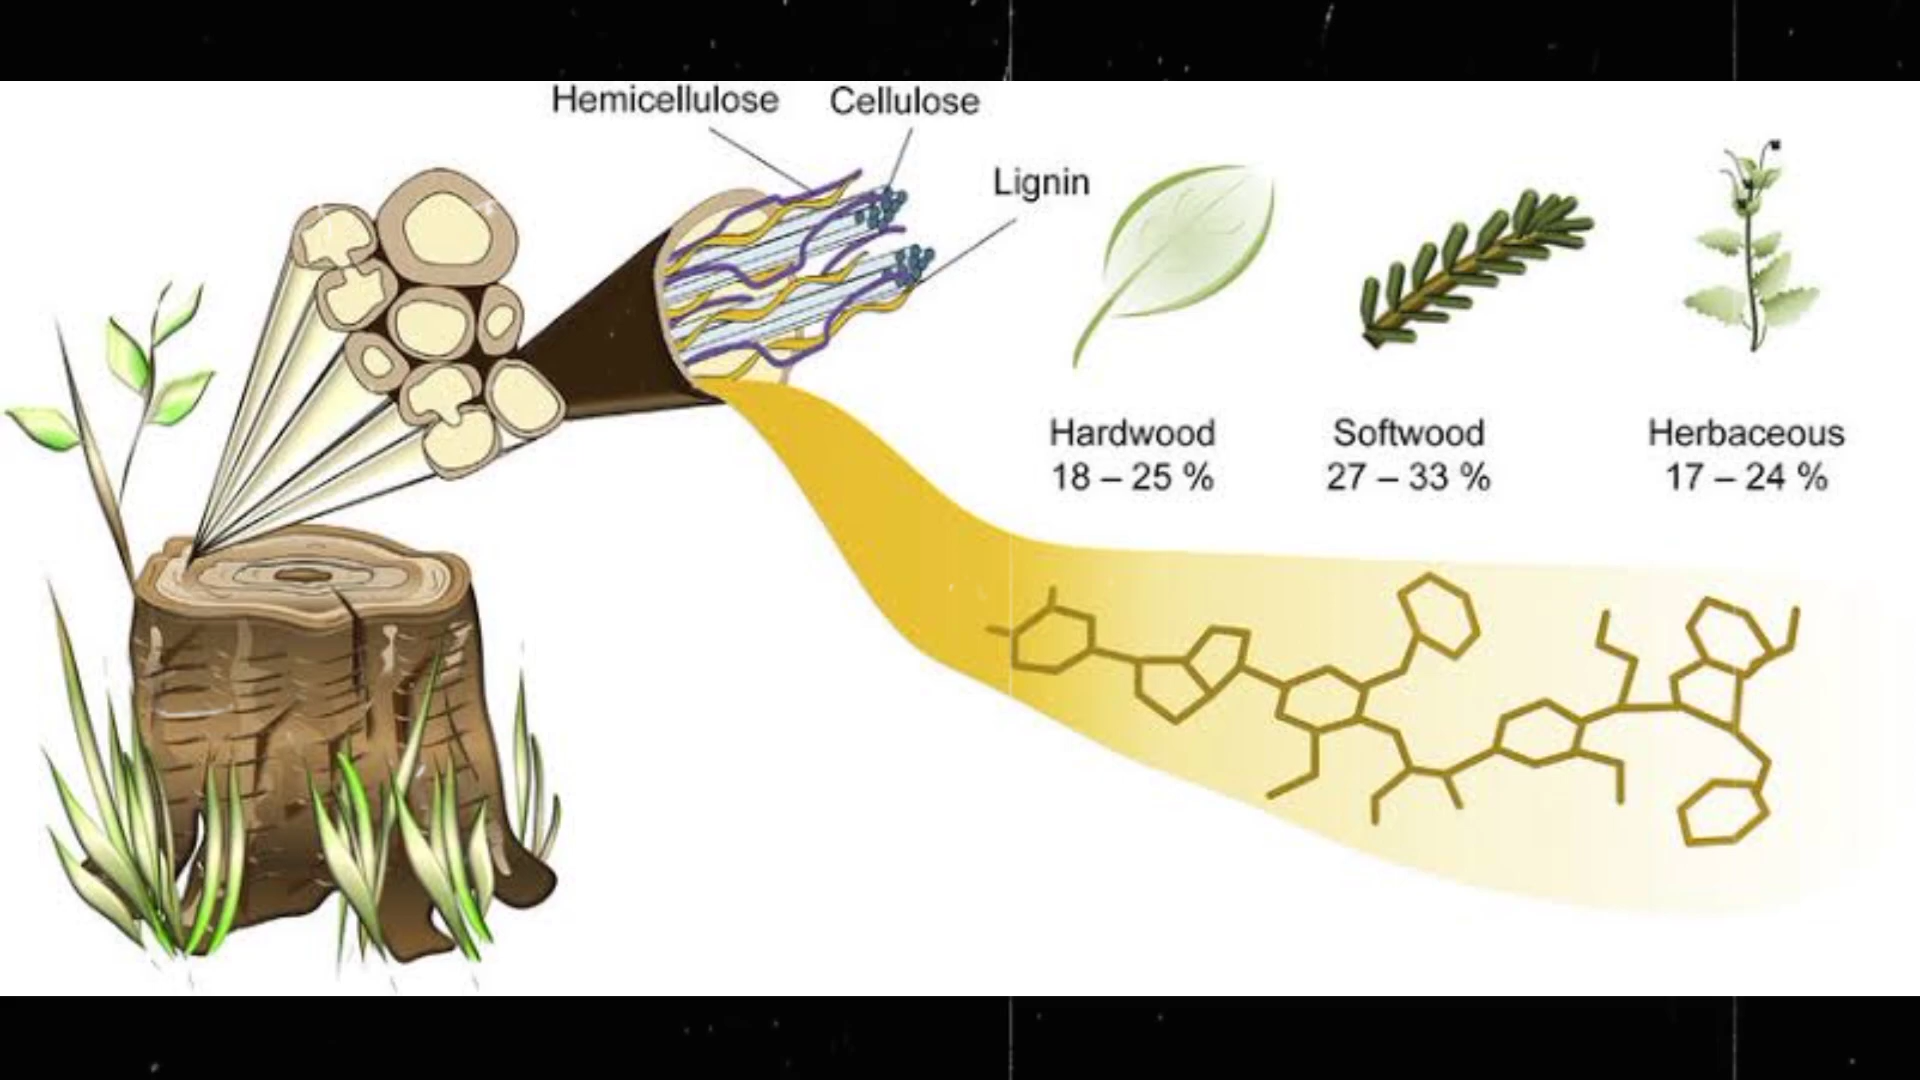 Hemicellulose
Cellulose
Lignin
Hardwood
18 – 25 %
Softwood
27 – 33 %
Herbaceous
17 – 24 %